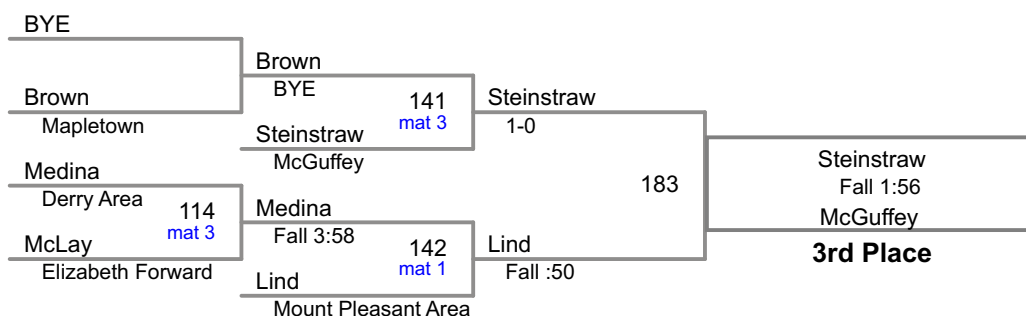 BYE
Brown
Mapletown
Medina
Derry Area
114
mat 3
McLay
Elizabeth Forward
Brown
BYE
141
mat 3
Steinstraw
McGuffey
Medina
Fall 3:58
142
mat 1
Lind
Mount Pleasant Area
Steinstraw
1-0
183
Lind
Fall :50
Steinstraw
Fall 1:56
McGuffey
3rd Place